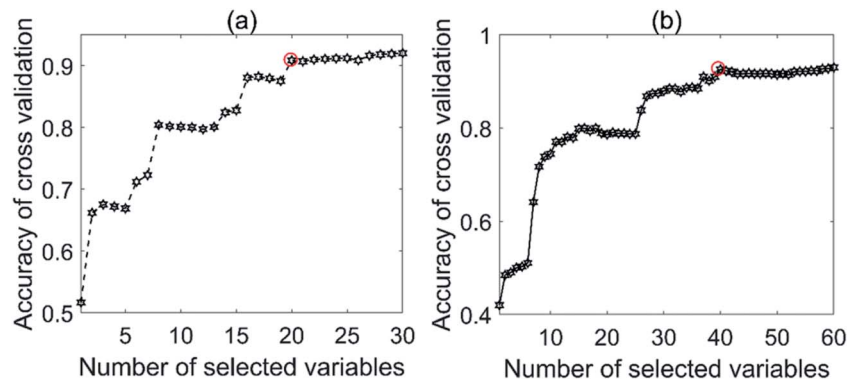 (a)
Accuracy of cross validation
0.9
0.8
0.7
0.6
0.5
5 10 15 20 25 30
Number of selected variables
(b)
Accuracy of cross validation
1
0.8
0.6
0.4
10 20 30 40 50 60
Number of selected variables